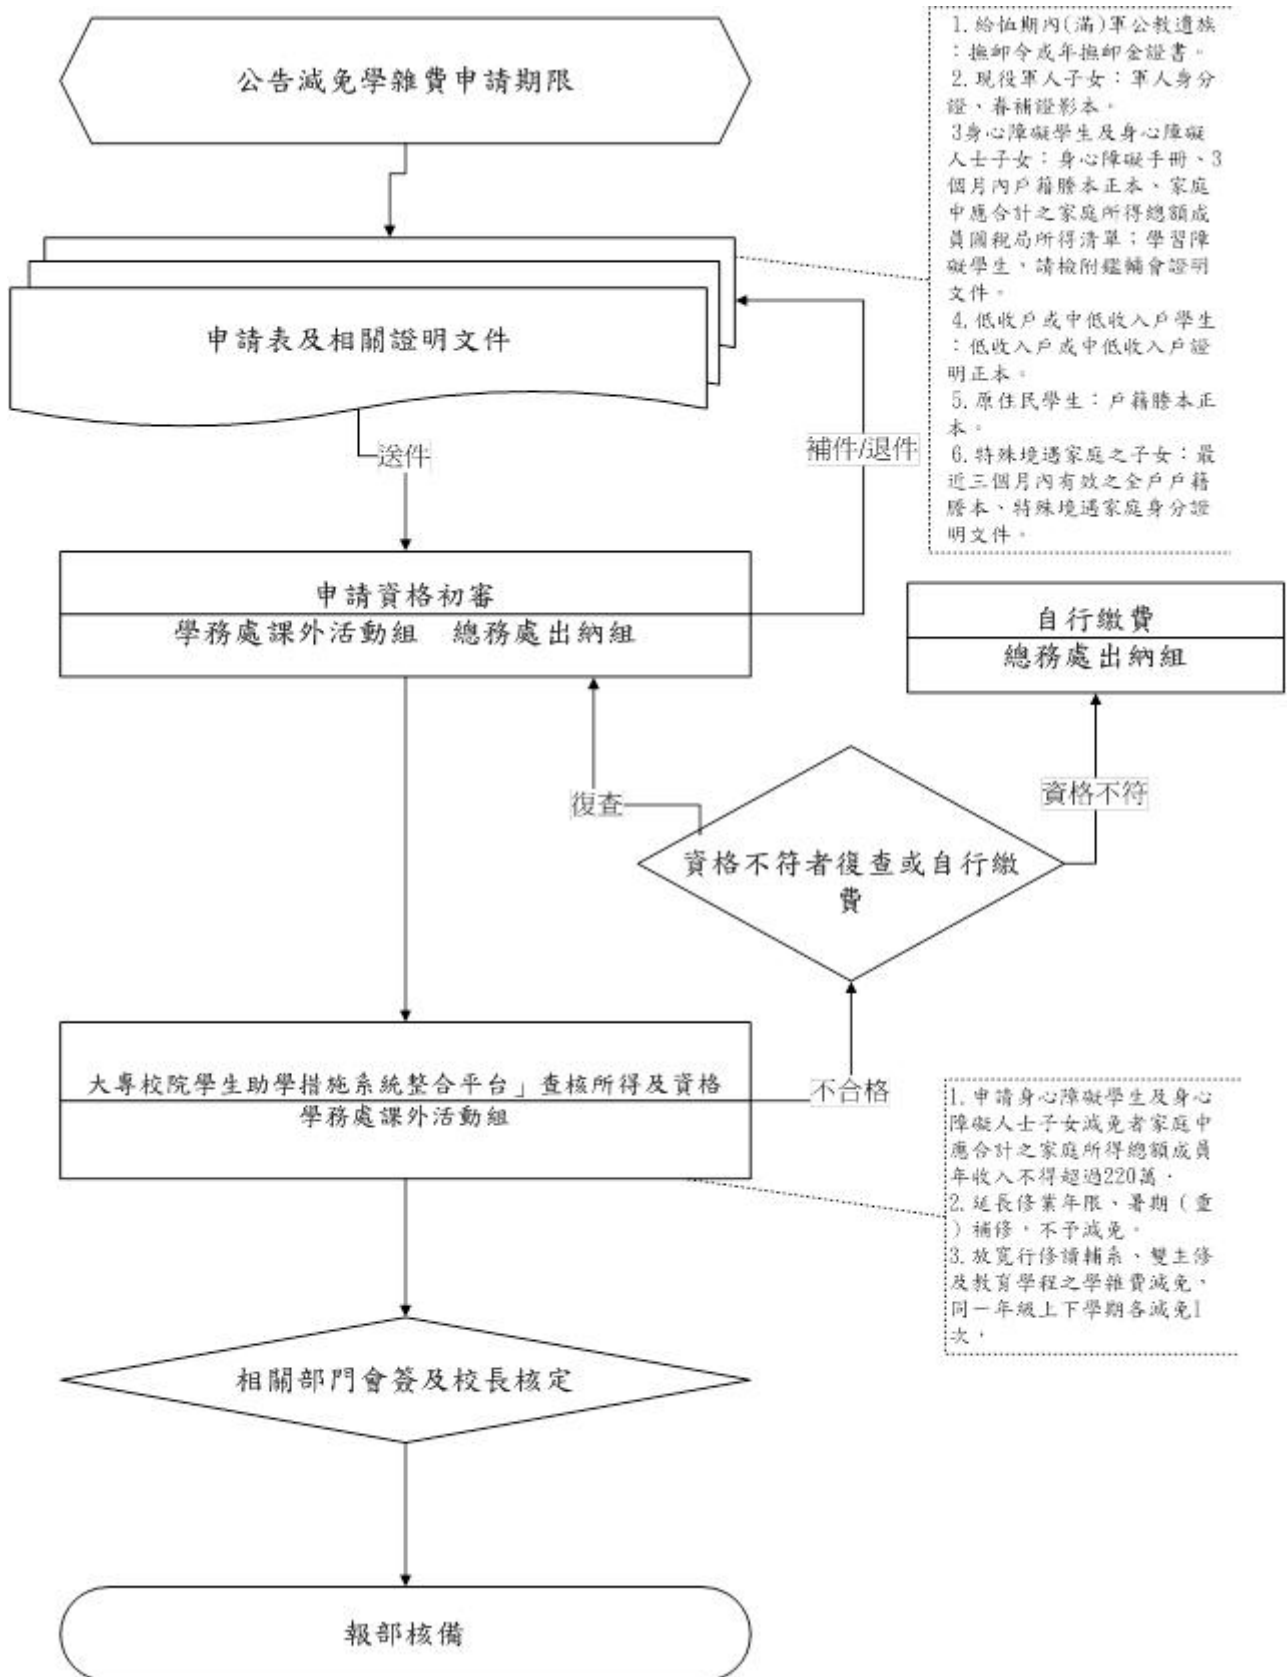 公告減免學雜費申請期限
1.給恤期內(滿)軍公教遺族
：撫卹令或年撫卹金證書。
2.現役軍人子女：軍人身分
證、眷補證影本。
3身心障礙學生及身心障礙
人士子女：身心障礙手冊、3
個月內戶籍謄本正本、家庭
中應合計之家庭所得總額成
員國稅局所得清單；學習障
礙學生、請檢附鑑輔會證明
文件。
4.低收戶或中低收入戶學生
：低收入戶或中低收入戶證
明正本。
5.原住民學生：戶籍謄本正
本。
6.特殊境遇家庭之子女：最
近三個月內有效之全戶戶籍
謄本、特殊境遇家庭身分證
明文件。
申請表及相關證明文件
送件
補件/退件
申請資格初審
學務處課外活動組　總務處出納組
自行繳費
總務處出納組
復查
資格不符
資格不符者復查或自行繳
費
大專校院學生助學措施系統整合平台」查核所得及資格
學務處課外活動組
不合格
1.申請身心障礙學生及身心
障礙人士子女減免者家庭中
應合計之家庭所得總額成員
年收入不得超過220萬．
2.延長修業年限、暑期（重
）補修，不予減免。
3.放寬行修讀輔系、雙主修
及教育學程之學雜費減免、
同一年級上下學期各減免1
次，
相關部門會簽及校長核定
報部核備